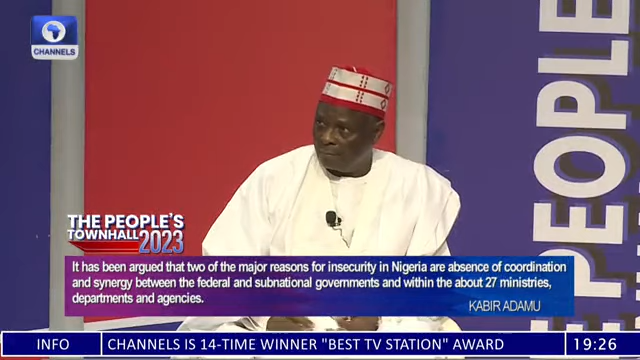 CHANNELS
THE PEOPLE'S
TOWNHALL 2023
It has been argued that two of the major reasons for insecurity in Nigeria are absence of coordination
and synergy between the federal and subnational governments and within the about 27 ministries,
departments and agencies.
KABIR ADAMU
PEOPLE
INFO
CHANNELS IS 14-TIME WINNER "BEST TV STATION" AWARD
19:26